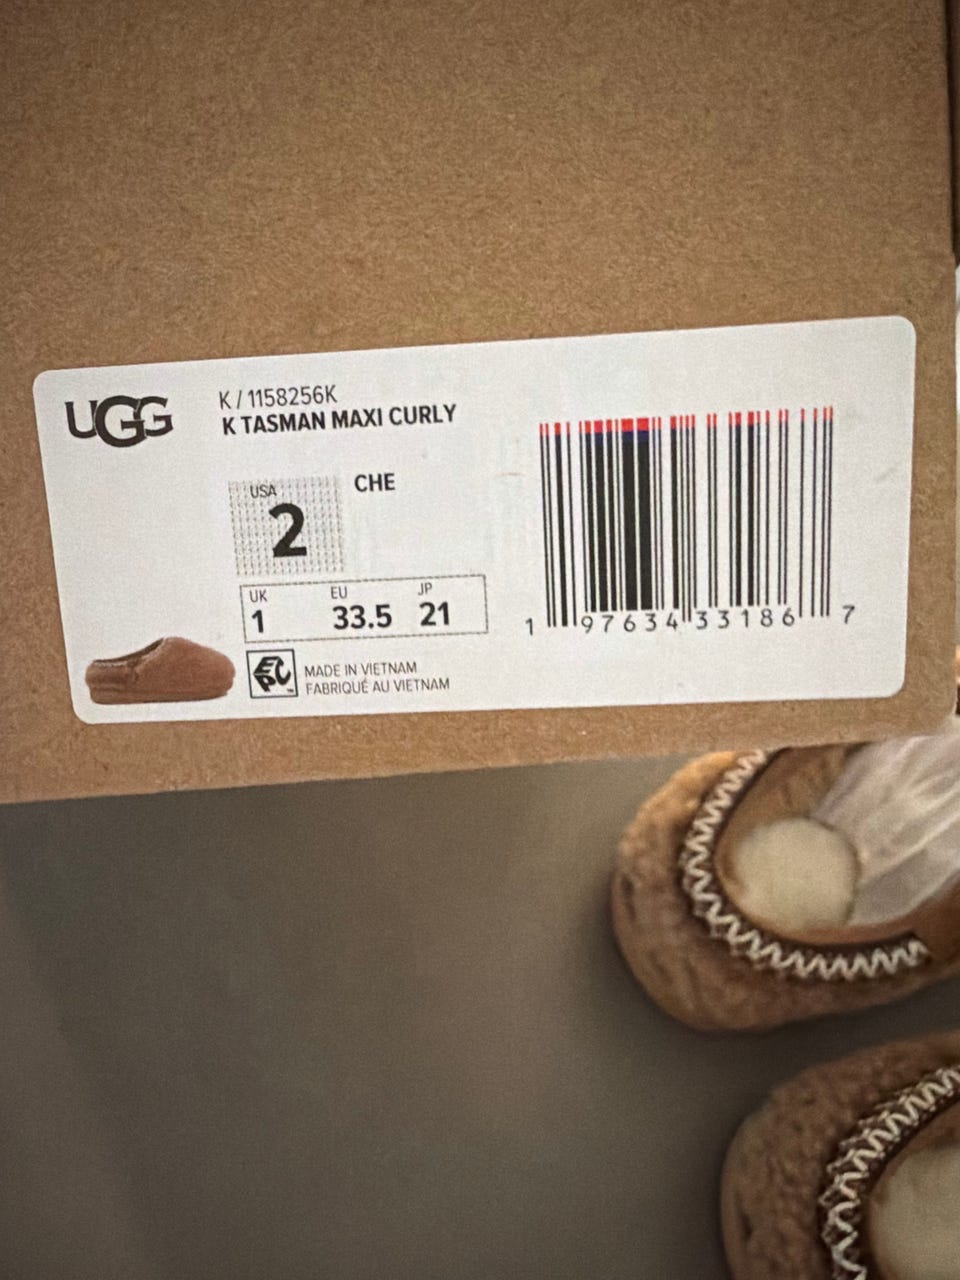 UGG
K / 1158256K
K TASMAN MAXI CURLY
USA
2
CHE
UK EU JP
1 33.5 21
EPC
MADE IN VIETNAM
FABRIQUÉ AU VIETNAM
1 97634 33186 7